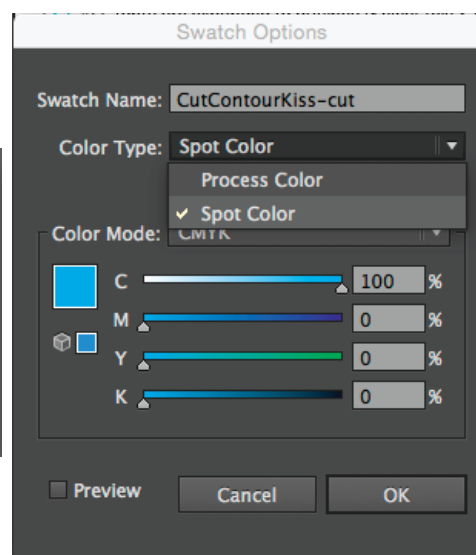 Swatch Options
Swatch Name: CutContourKiss-cut
Color Type: Spot Color
Process Color
Spot Color
Color Mode: CMYK
C 100 %
M 0 %
Y 0 %
K 0 %
Preview Cancel OK